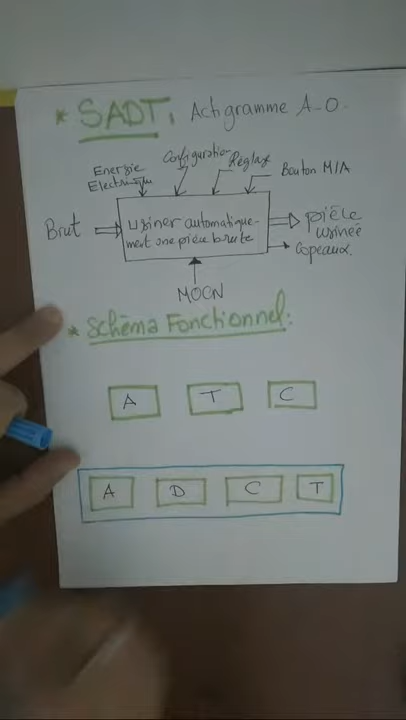 * SADT: Actigramme A-0.
Energie
Electrique
Configuration
Réglage
Bouton M/A
Brut
Usiner automatique-
ment une pièce brute
pièce
usinée
Copeaux.
MOON
* Schéma Fonctionnel:
A T C
A D C T